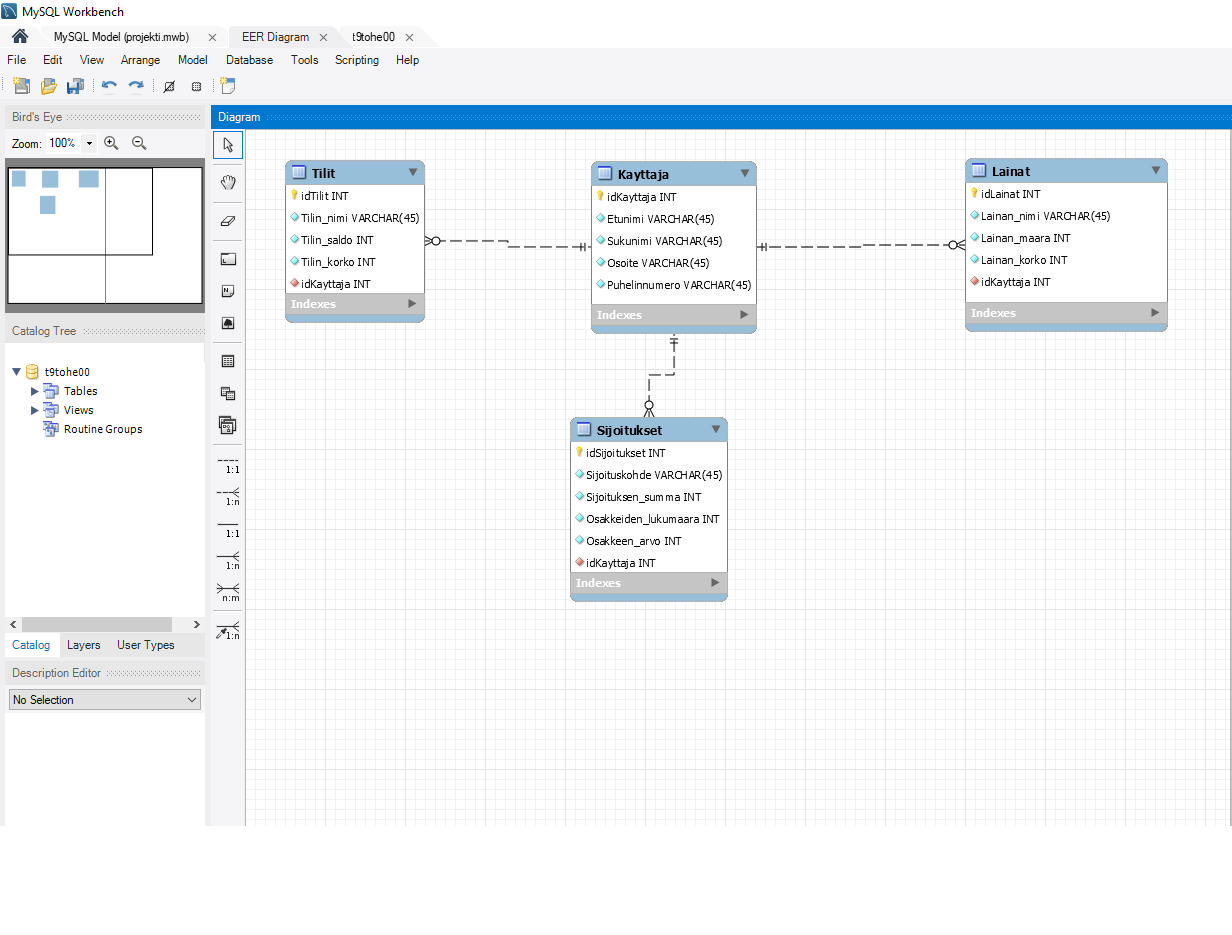 MySQL Workbench
MySQL Model (projekti.mwb)
EER Diagram
t9tohe00
File Edit View Arrange Model Database Tools Scripting Help
Bird's Eye
Zoom: 100%
Catalog Tree
t9tohe00
Tables
Views
Routine Groups
Catalog Layers User Types
Description Editor
No Selection
1:1
1:n
1:1
1:n
n:m
1:n
Diagram
Tilit
idTilit INT
Tilin_nimi VARCHAR(45)
Tilin_saldo INT
Tilin_korko INT
idKayttaja INT
Indexes
Kayttaja
idKayttaja INT
Etunimi VARCHAR(45)
Sukunimi VARCHAR(45)
Osoite VARCHAR(45)
Puhelinnumero VARCHAR(45)
Indexes
Lainat
idLainat INT
Lainan_nimi VARCHAR(45)
Lainan_maara INT
Lainan_korko INT
idKayttaja INT
Indexes
Sijoitukset
idSijoitukset INT
Sijoituskohde VARCHAR(45)
Sijoituksen_summa INT
Osakkeiden_lukumaara INT
Osakkeen_arvo INT
idKayttaja INT
Indexes